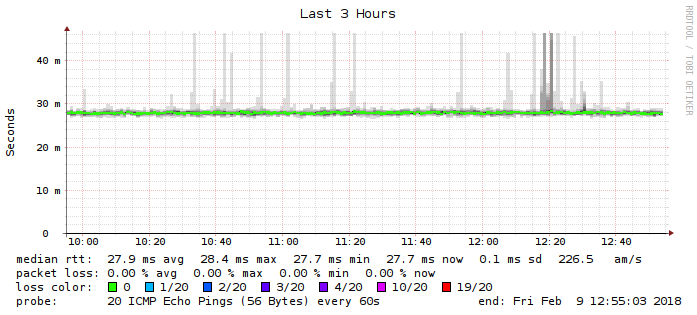 Last 3 Hours
RRDTOOL / TOBI OETIKER
Seconds
40 m
30 m
20 m
10 m
0
10:00 10:20 10:40 11:00 11:20 11:40 12:00 12:20 12:40
median rtt: 27.9 ms avg 28.4 ms max 27.7 ms min 27.7 ms now 0.1 ms sd 226.5 am/s
packet loss: 0.00 % avg 0.00 % max 0.00 % min 0.00 % now
loss color: 0 1/20 2/20 3/20 4/20 10/20 19/20
probe: 20 ICMP Echo Pings (56 Bytes) every 60s end: Fri Feb 9 12:55:03 2018